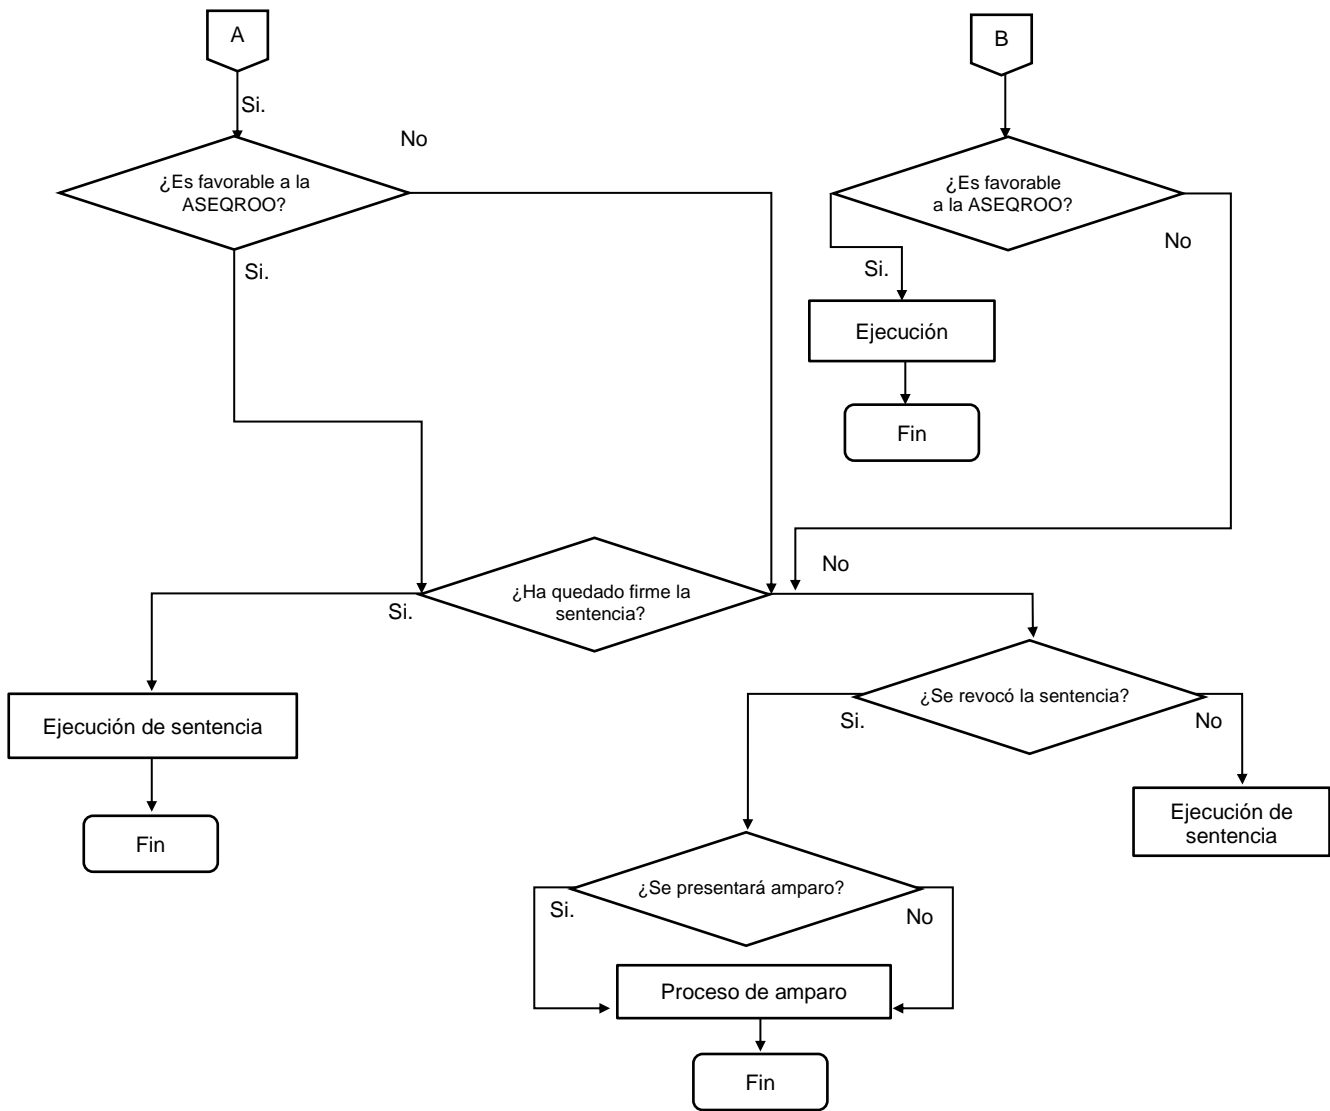 A
B
Si.
No
¿Es favorable a la
ASEQROO?
¿Es favorable
a la ASEQROO?
No
Si.
Si.
Ejecución
Fin
No
¿Ha quedado firme la
sentencia?
Si.
¿Se revocó la sentencia?
Si.
No
Ejecución de sentencia
Ejecución de
sentencia
Fin
¿Se presentará amparo?
Si.
No
Proceso de amparo
Fin